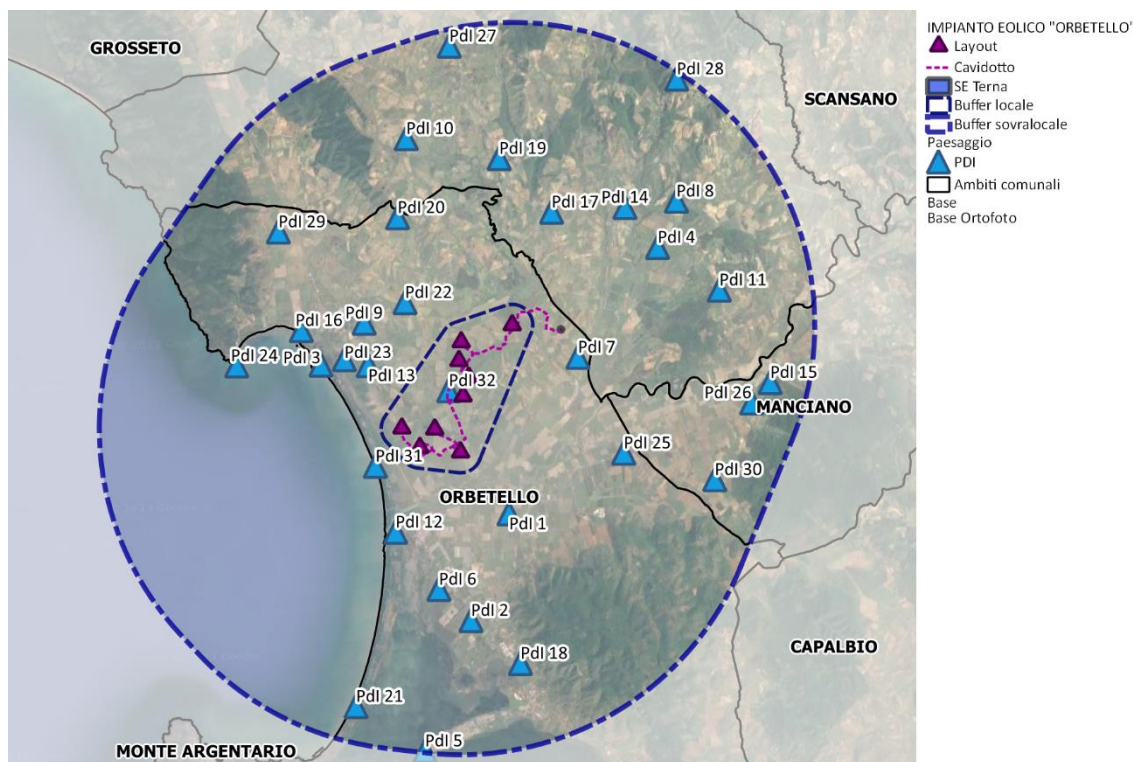 GROSSETO
PdI 27
PdI 28
SCANSANO
PdI 10
PdI 19
PdI 17
PdI 14
PdI 8
PdI 20
PdI 29
PdI 4
PdI 11
PdI 22
PdI 16
PdI 9
PdI 24
PdI 3
PdI 23
PdI 13
PdI 7
PdI 32
PdI 15
PdI 26
MANCIANO
PdI 31
PdI 25
PdI 30
ORBETELLO
PdI 1
PdI 12
PdI 6
PdI 2
PdI 18
CAPALBIO
PdI 21
MONTE ARGENTARIO
PdI 5
IMPIANTO EOLICO "ORBETELLO"
Layout
Cavidotto
SE Terna
Buffer locale
Buffer sovralocale
Paesaggio
PDI
Ambiti comunali
Base
Base Ortofoto